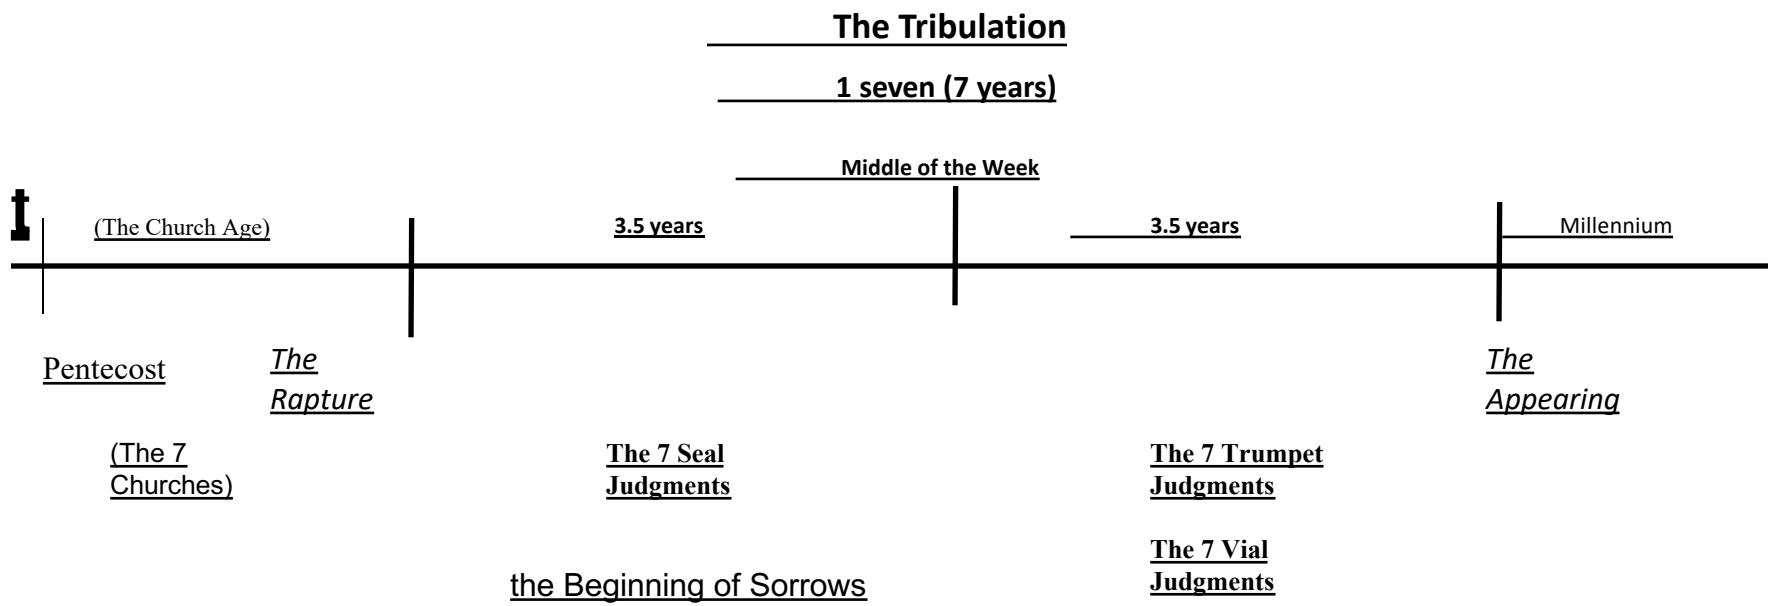 The Tribulation
1 seven (7 years)
Middle of the Week
(The Church Age)
3.5 years
3.5 years
Millennium
Pentecost
The
Rapture
The
Appearing
(The 7
Churches)
The 7 Seal
Judgments
The 7 Trumpet
Judgments
the Beginning of Sorrows
The 7 Vial
Judgments